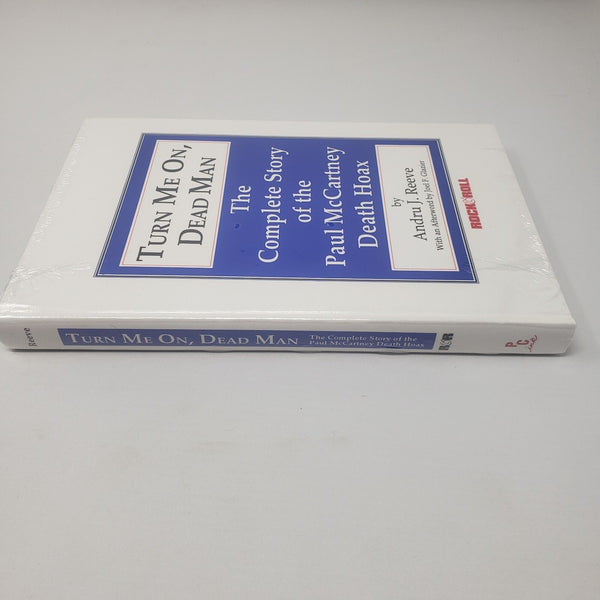 TURN ME ON,
DEAD MAN
The
Complete Story
of the
Paul McCartney
Death Hoax
by
Andru J. Reeve
With an Afterword by Joel F. Glazier
ROCK&ROLL
Reeve
TURN ME ON, DEAD MAN
The Complete Story of the
Paul McCartney Death Hoax
R&R
PC ink